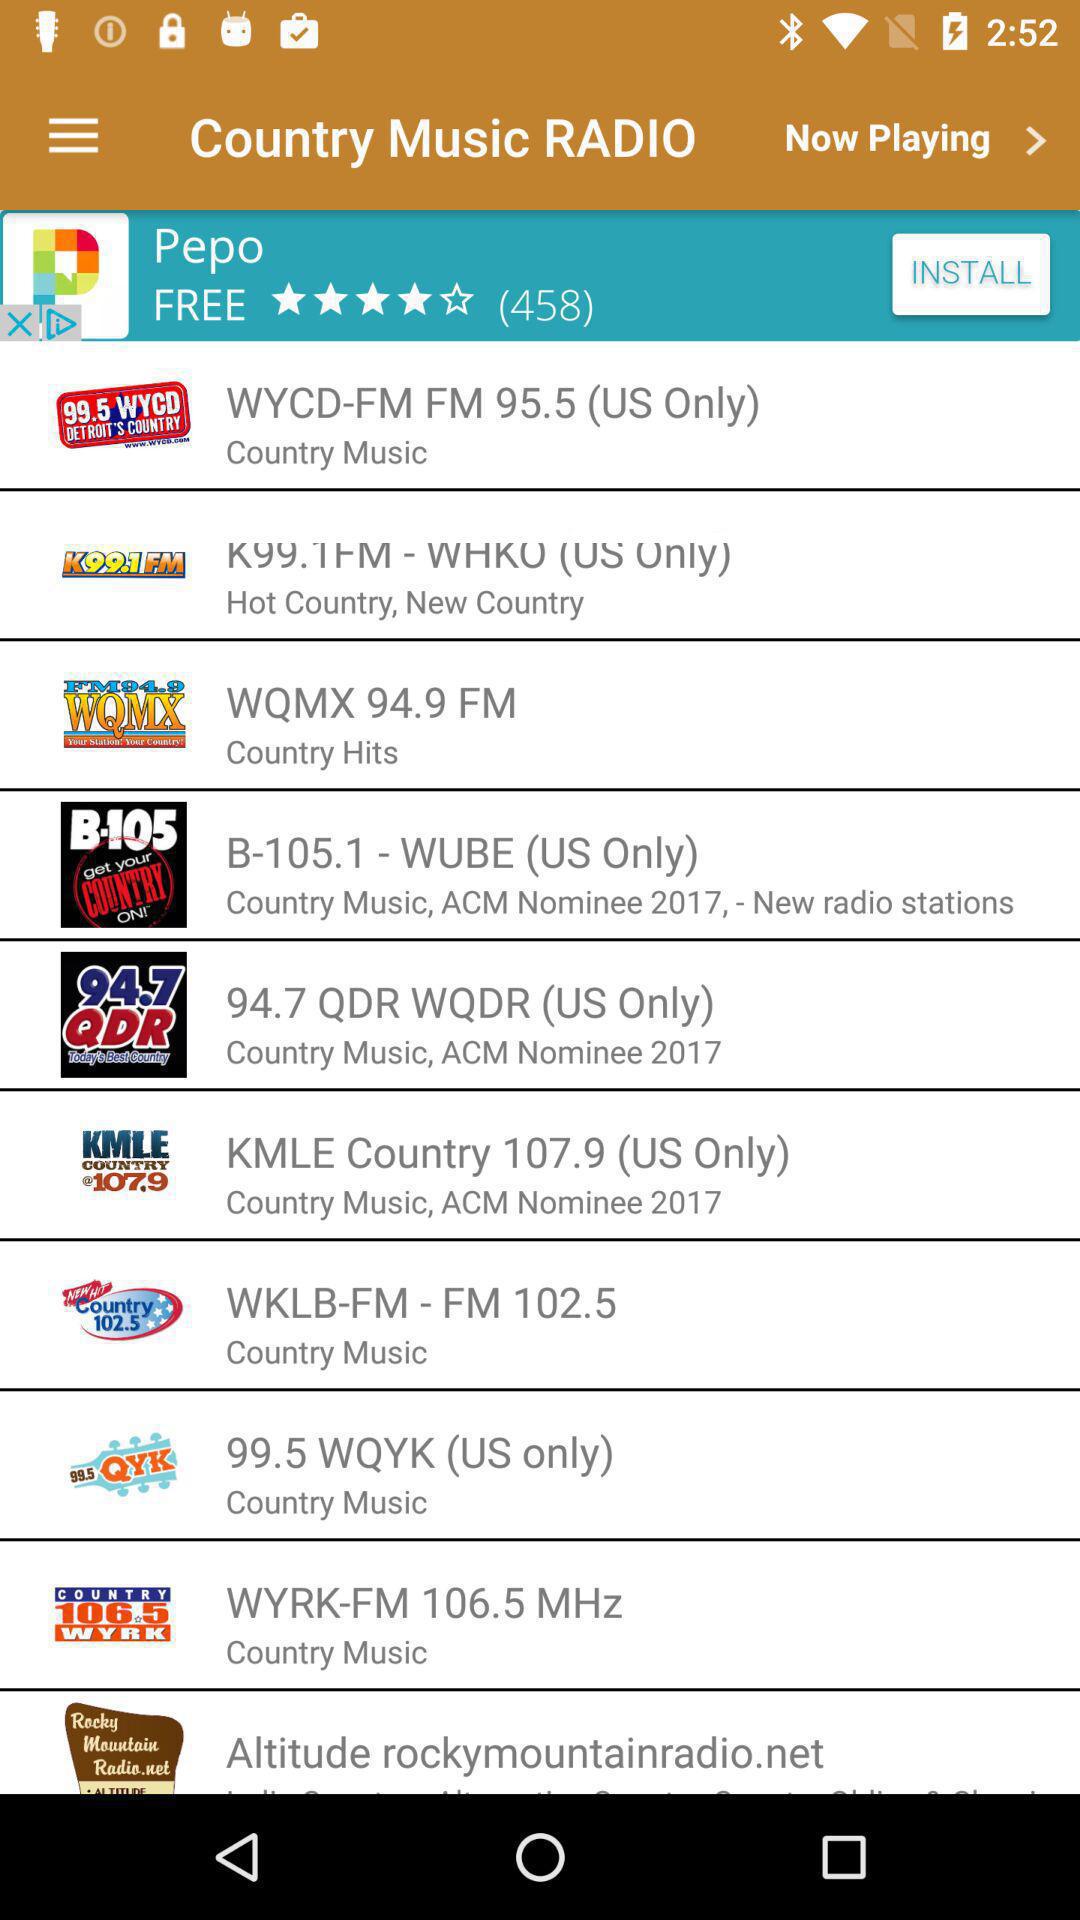 2:52
Country Music RADIO
Now Playing
Pepo
FREE (458)
INSTALL
99.5 WYCD
DETROIT'S COUNTRY
WWW.WYCD.COM
WYCD-FM FM 95.5 (US Only)
Country Music
K99.1FM
K99.1FM - WHKO (US Only)
Hot Country, New Country
FM94.9
WQMX
Your Station! Your Country!
WQMX 94.9 FM
Country Hits
B-105
get your
COUNTRY
ON!
B-105.1 - WUBE (US Only)
Country Music, ACM Nominee 2017, - New radio stations
94.7
QDR
Today's Best Country
94.7 QDR WQDR (US Only)
Country Music, ACM Nominee 2017
KMLE
COUNTRY
@107.9
KMLE Country 107.9 (US Only)
Country Music, ACM Nominee 2017
NEW HIT
Country
102.5
WKLB-FM - FM 102.5
Country Music
99.5 QYK
99.5 WQYK (US only)
Country Music
COUNTRY
106.5
WYRK
WYRK-FM 106.5 MHz
Country Music
Rocky
Mountain
Radio.net
• ALTITUDE
Altitude rockymountainradio.net